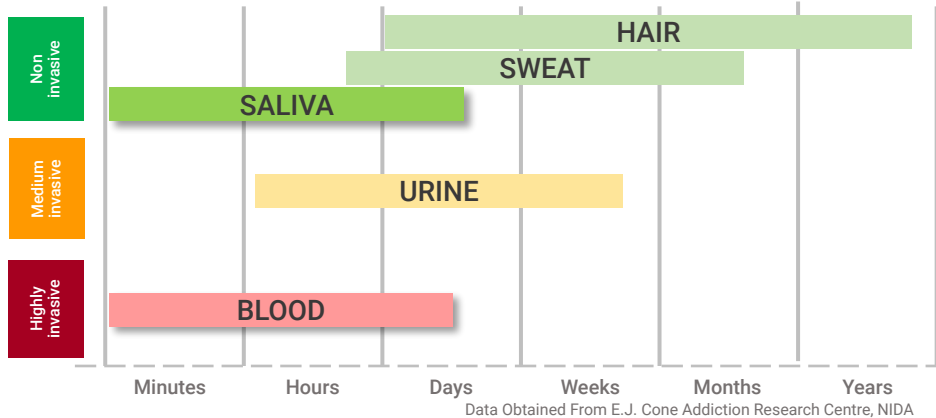 Non
invasive
HAIR
SWEAT
SALIVA
Medium
invasive
URINE
Highly
invasive
BLOOD
Minutes Hours Days Weeks Months Years
Data Obtained From E.J. Cone Addiction Research Centre, NIDA